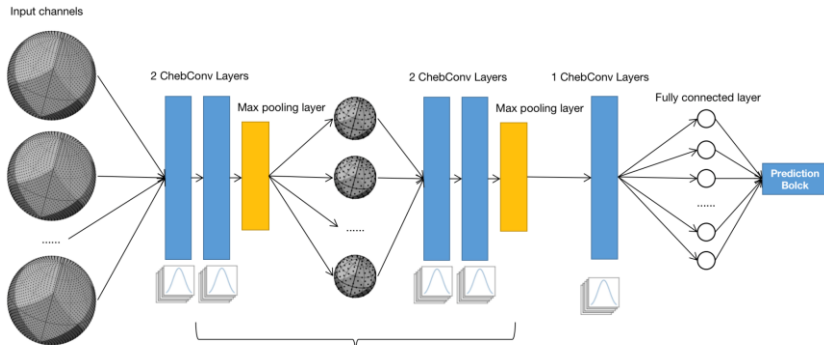 Input channels
2 ChebConv Layers
Max pooling layer
2 ChebConv Layers
Max pooling layer
1 ChebConv Layers
Fully connected layer
Prediction
Bolck
......
......
......